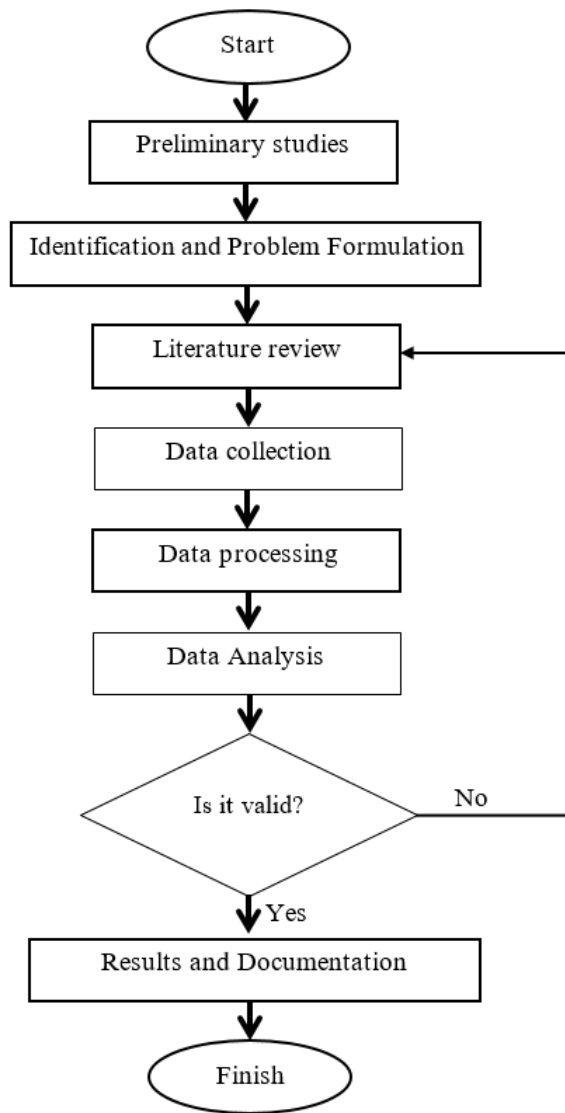 Start
Preliminary studies
Identification and Problem Formulation
Literature review
Data collection
Data processing
Data Analysis
Is it valid?
No
Yes
Results and Documentation
Finish